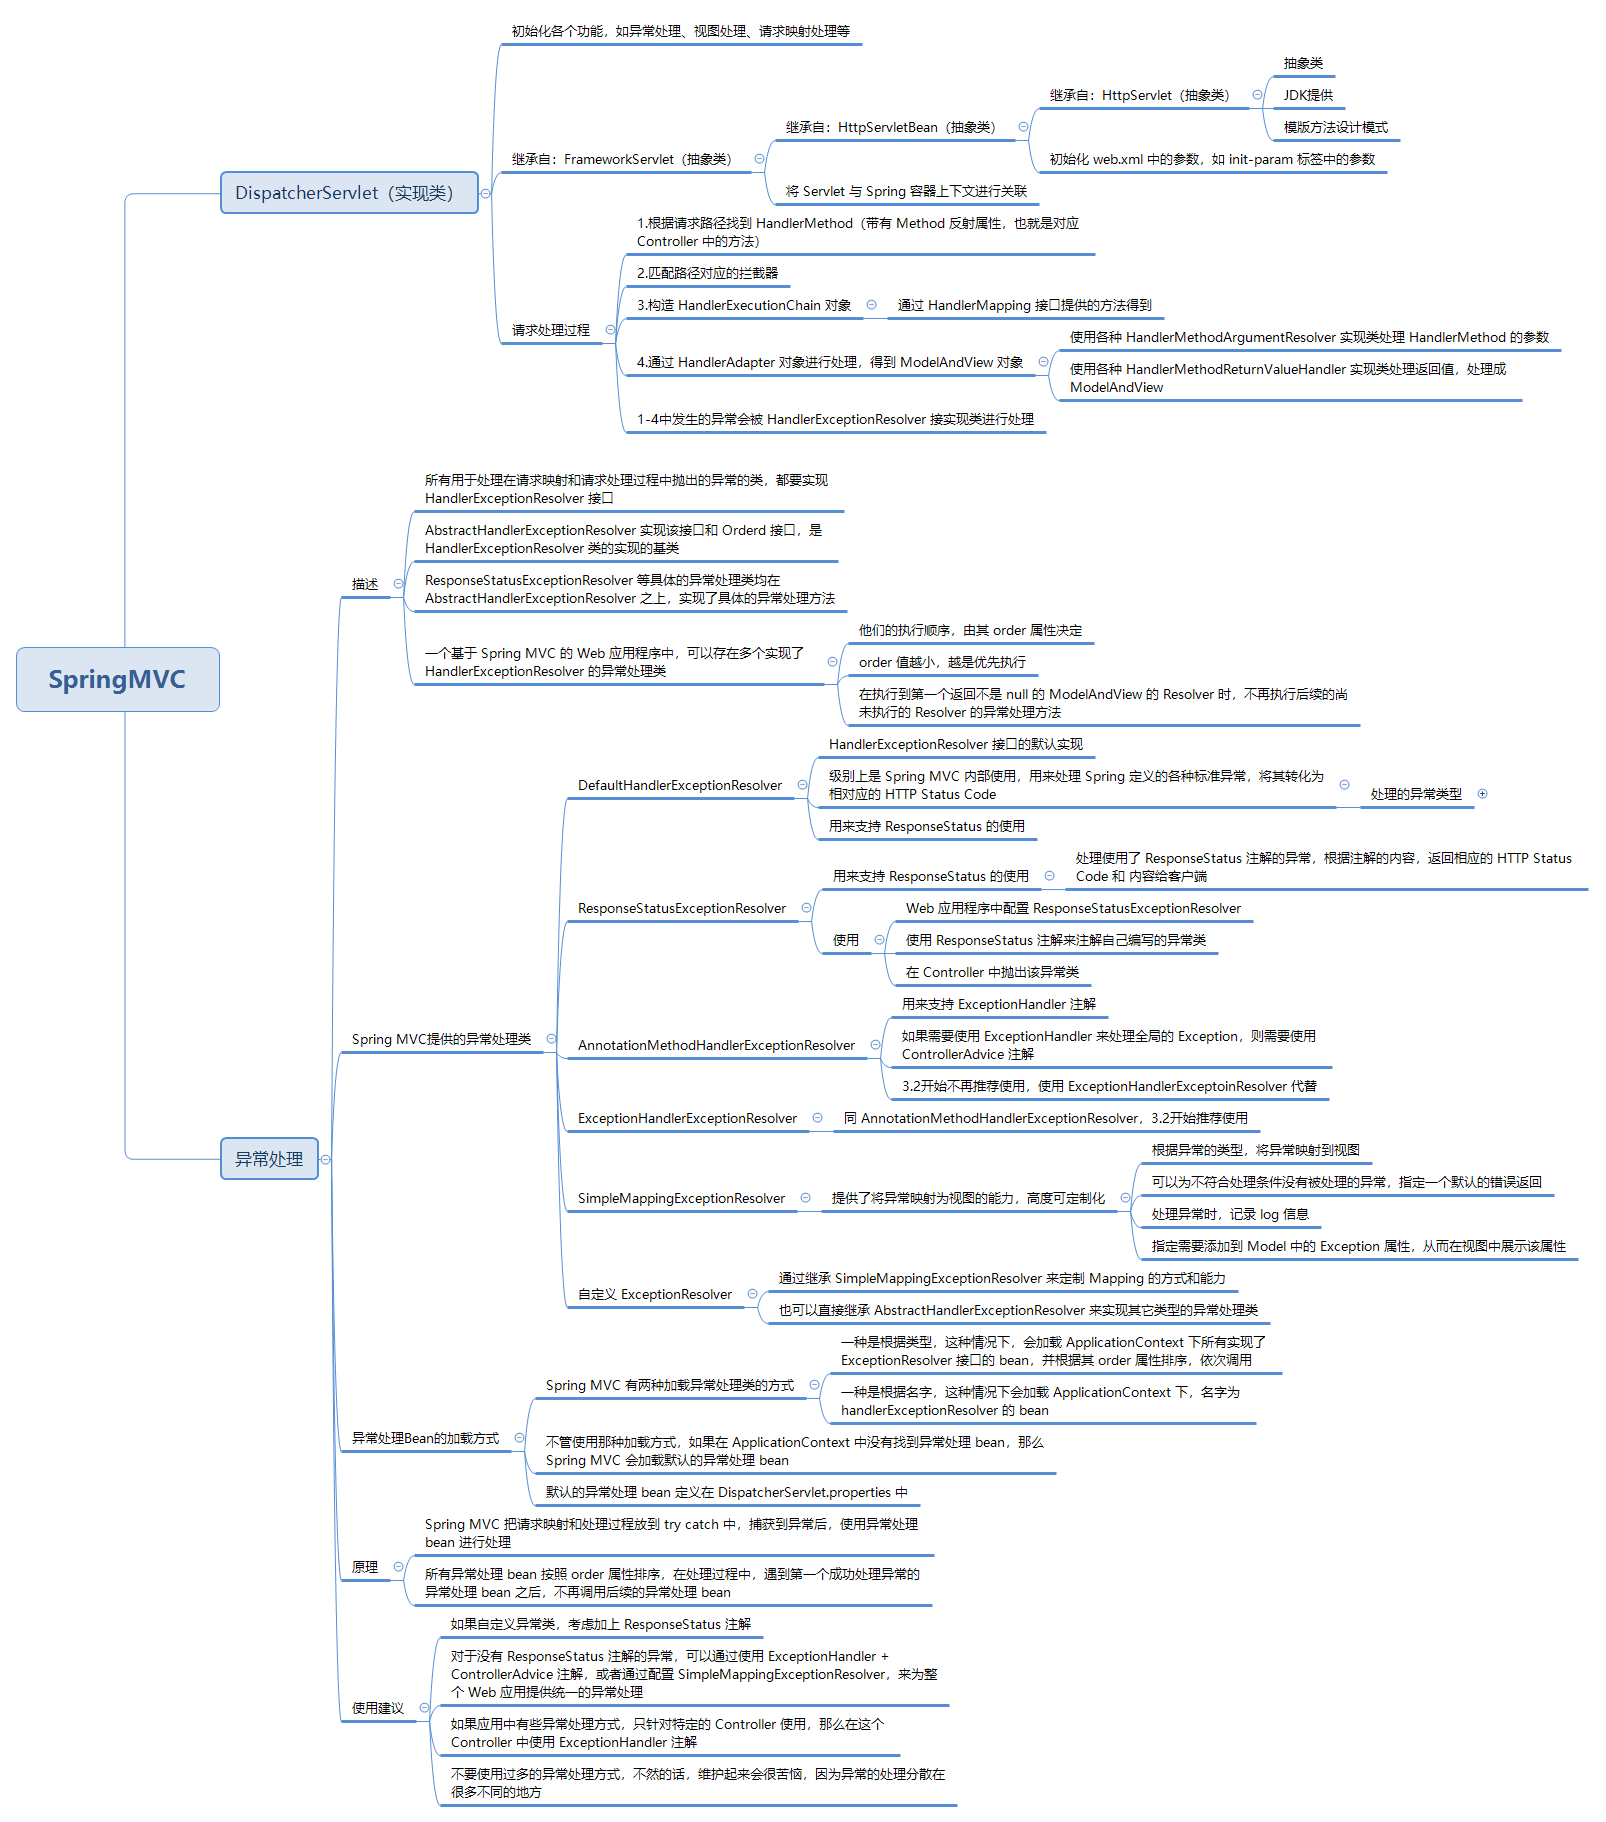 SpringMVC
DispatcherServlet（实现类）
初始化各个功能，如异常处理、视图处理、请求映射处理等
继承自：FrameworkServlet（抽象类）
继承自：HttpServletBean（抽象类）
继承自：HttpServlet（抽象类）
抽象类
JDK提供
模版方法设计模式
初始化 web.xml 中的参数，如 init-param 标签中的参数
将 Servlet 与 Spring 容器上下文进行关联
请求处理过程
1.根据请求路径找到 HandlerMethod（带有 Method 反射属性，也就是对应
Controller 中的方法）
2.匹配路径对应的拦截器
3.构造 HandlerExecutionChain 对象
通过 HandlerMapping 接口提供的方法得到
4.通过 HandlerAdapter 对象进行处理，得到 ModelAndView 对象
使用各种 HandlerMethodArgumentResolver 实现类处理 HandlerMethod 的参数
使用各种 HandlerMethodReturnValueHandler 实现类处理返回值，处理成
ModelAndView
1-4中发生的异常会被 HandlerExceptionResolver 接实现类进行处理
异常处理
描述
所有用于处理在请求映射和请求处理过程中抛出的异常的类，都要实现
HandlerExceptionResolver 接口
AbstractHandlerExceptionResolver 实现该接口和 Orderd 接口，是
HandlerExceptionResolver 类的实现的基类
ResponseStatusExceptionResolver 等具体的异常处理类均在
AbstractHandlerExceptionResolver 之上，实现了具体的异常处理方法
一个基于 Spring MVC 的 Web 应用程序中，可以存在多个实现了
HandlerExceptionResolver 的异常处理类
他们的执行顺序，由其 order 属性决定
order 值越小，越是优先执行
在执行到第一个返回不是 null 的 ModelAndView 的 Resolver 时，不再执行后续的尚
未执行的 Resolver 的异常处理方法
Spring MVC提供的异常处理类
DefaultHandlerExceptionResolver
HandlerExceptionResolver 接口的默认实现
级别上是 Spring MVC 内部使用，用来处理 Spring 定义的各种标准异常，将其转化为
相对应的 HTTP Status Code
处理的异常类型
用来支持 ResponseStatus 的使用
ResponseStatusExceptionResolver
用来支持 ResponseStatus 的使用
处理使用了 ResponseStatus 注解的异常，根据注解的内容，返回相应的 HTTP Status
Code 和 内容给客户端
使用
Web 应用程序中配置 ResponseStatusExceptionResolver
使用 ResponseStatus 注解来注解自己编写的异常类
在 Controller 中抛出该异常类
AnnotationMethodHandlerExceptionResolver
用来支持 ExceptionHandler 注解
如果需要使用 ExceptionHandler 来处理全局的 Exception，则需要使用
ControllerAdvice 注解
3.2开始不再推荐使用，使用 ExceptionHandlerExceptoinResolver 代替
ExceptionHandlerExceptionResolver
同 AnnotationMethodHandlerExceptionResolver，3.2开始推荐使用
SimpleMappingExceptionResolver
提供了将异常映射为视图的能力，高度可定制化
根据异常的类型，将异常映射到视图
可以为不符合处理条件没有被处理的异常，指定一个默认的错误返回
处理异常时，记录 log 信息
指定需要添加到 Model 中的 Exception 属性，从而在视图中展示该属性
自定义 ExceptionResolver
通过继承 SimpleMappingExceptionResolver 来定制 Mapping 的方式和能力
也可以直接继承 AbstractHandlerExceptionResolver 来实现其它类型的异常处理类
异常处理Bean的加载方式
Spring MVC 有两种加载异常处理类的方式
一种是根据类型，这种情况下，会加载 ApplicationContext 下所有实现了
ExceptionResolver 接口的 bean，并根据其 order 属性排序，依次调用
一种是根据名字，这种情况下会加载 ApplicationContext 下，名字为
handlerExceptionResolver 的 bean
不管使用那种加载方式，如果在 ApplicationContext 中没有找到异常处理 bean，那么
Spring MVC 会加载默认的异常处理 bean
默认的异常处理 bean 定义在 DispatcherServlet.properties 中
原理
Spring MVC 把请求映射和处理过程放到 try catch 中，捕获到异常后，使用异常处理
bean 进行处理
所有异常处理 bean 按照 order 属性排序，在处理过程中，遇到第一个成功处理异常的
异常处理 bean 之后，不再调用后续的异常处理 bean
使用建议
如果自定义异常类，考虑加上 ResponseStatus 注解
对于没有 ResponseStatus 注解的异常，可以通过使用 ExceptionHandler +
ControllerAdvice 注解，或者通过配置 SimpleMappingExceptionResolver，来为整
个 Web 应用提供统一的异常处理
如果应用中有些异常处理方式，只针对特定的 Controller 使用，那么在这个
Controller 中使用 ExceptionHandler 注解
不要使用过多的异常处理方式，不然的话，维护起来会很苦恼，因为异常的处理分散在
很多不同的地方